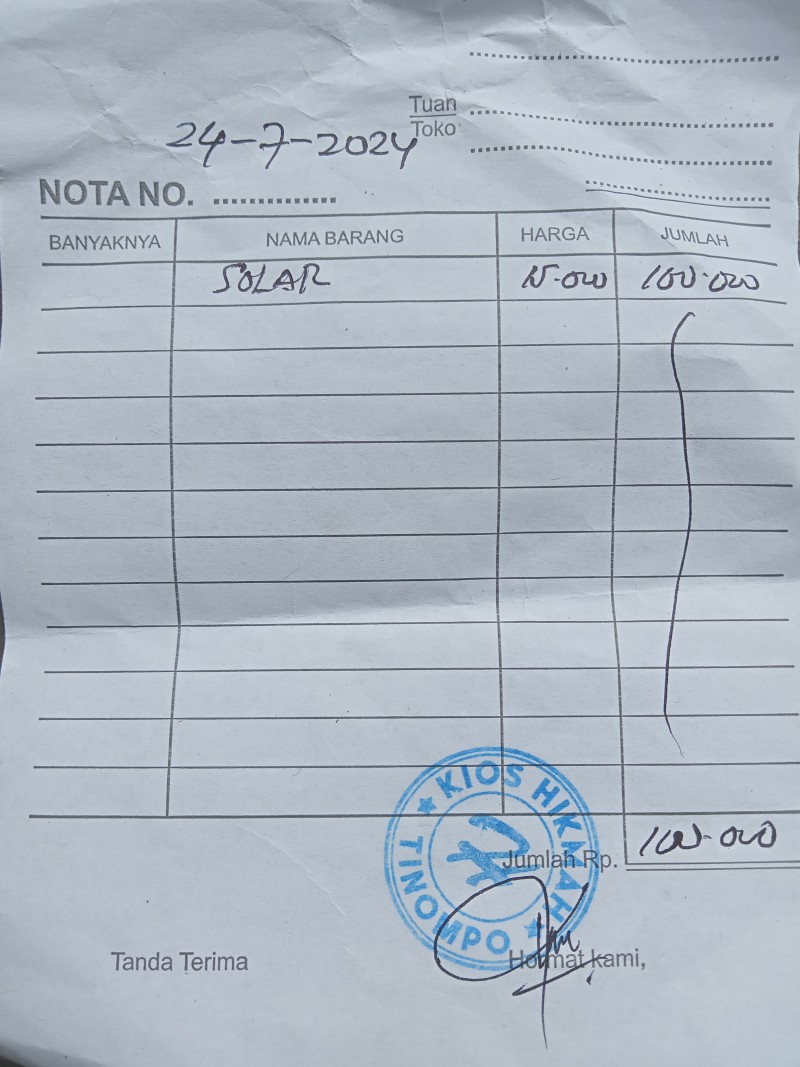 Tuan
Toko
24-7-2024
NOTA NO. ................
BANYAKNYA NAMA BARANG HARGA JUMLAH
SOLAR 15.000 100.000
KIOS HIKMAH
TINOMPO
Jumlah Rp. 100.000
Tanda Terima Hormat kami,